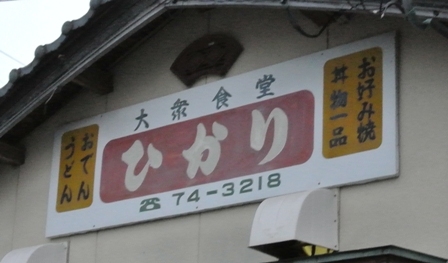 大衆食堂
ひかり
☎ 74-3218
お好み焼
丼物一品
おでん
うどん